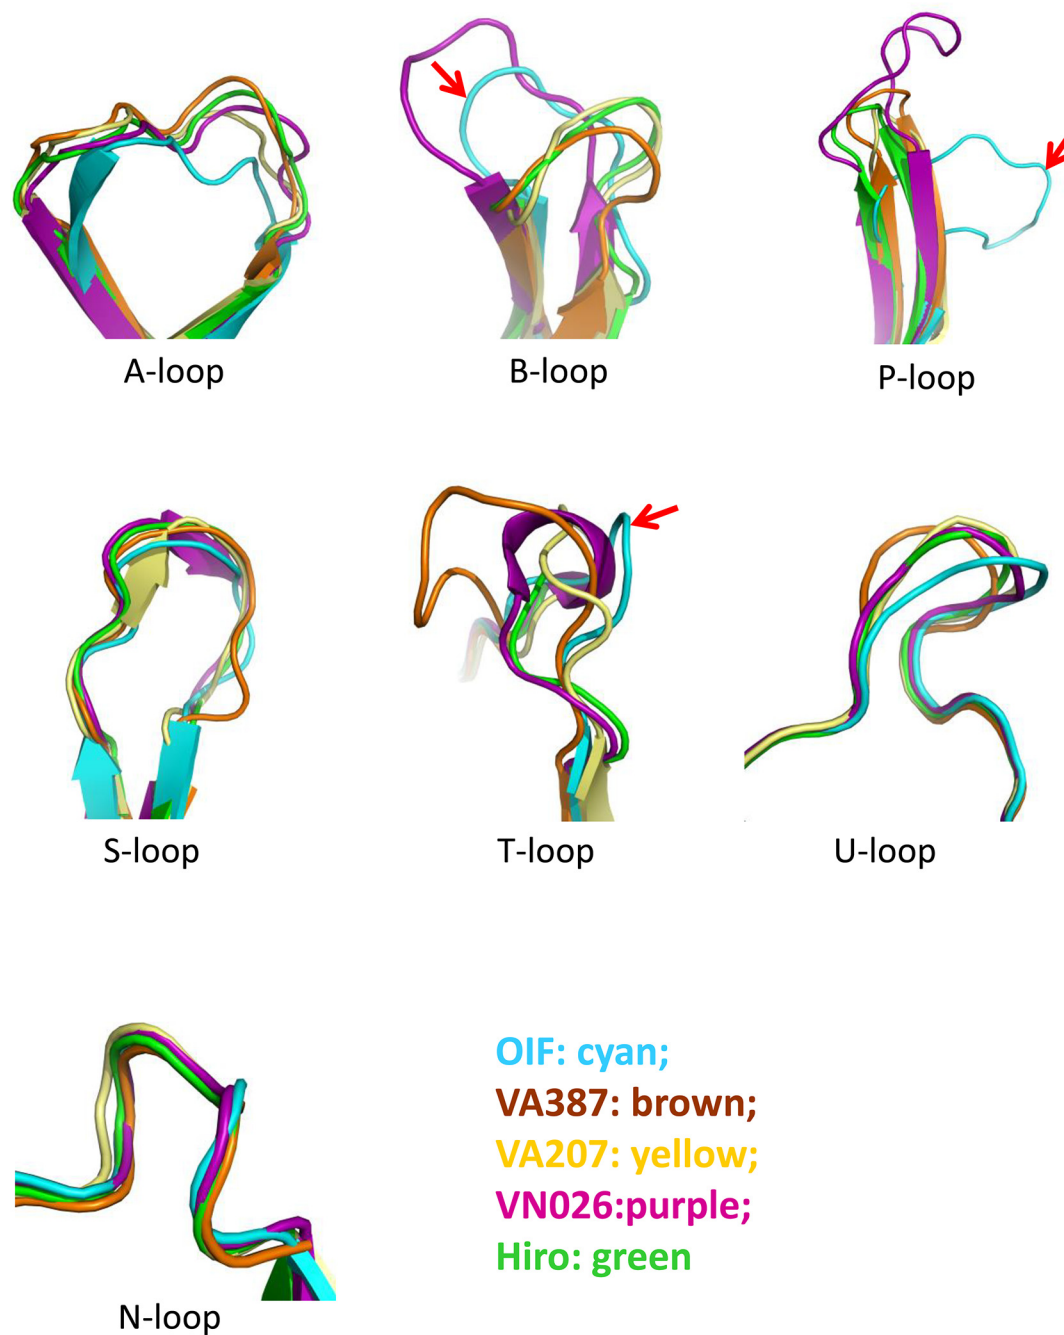 A-loop
B-loop
P-loop
S-loop
T-loop
U-loop
N-loop
OIF: cyan;
VA387: brown;
VA207: yellow;
VN026:purple;
Hiro: green